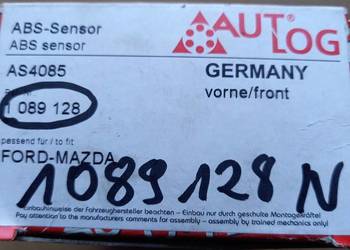 ABS-Sensor
ABS sensor
AUTLOG
AS4085
GERMANY
1 089 128
vorne/front
passend für / to fit
FORD-MAZDA
1089 128 N
Einbauhinweise der Fahrzeughersteller beachten - Einbau nur durch geschulte Montagekräfte!
Pay attention to the manufacturers comments for assembly - assembly by trained mechanics only!